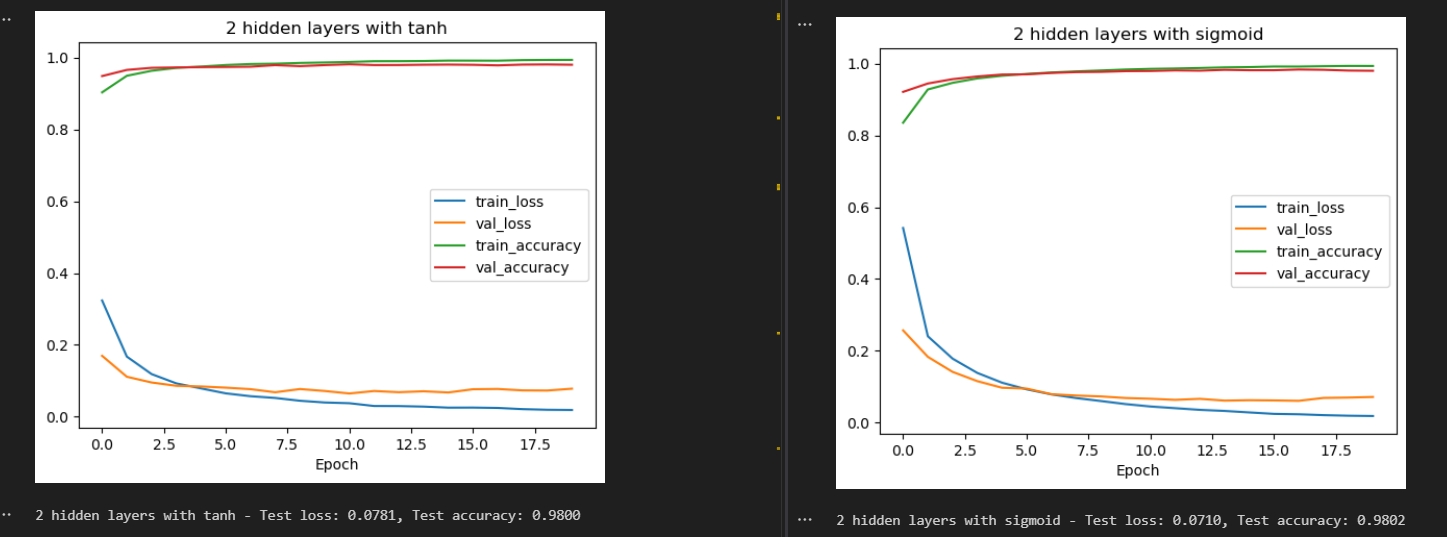 2 hidden layers with tanh
1.0
0.8
0.6
0.4
0.2
0.0
train_loss
val_loss
train_accuracy
val_accuracy
0.0 2.5 5.0 7.5 10.0 12.5 15.0 17.5
Epoch
2 hidden layers with tanh - Test loss: 0.0781, Test accuracy: 0.9800
2 hidden layers with sigmoid
1.0
0.8
0.6
0.4
0.2
0.0
train_loss
val_loss
train_accuracy
val_accuracy
0.0 2.5 5.0 7.5 10.0 12.5 15.0 17.5
Epoch
2 hidden layers with sigmoid - Test loss: 0.0710, Test accuracy: 0.9802